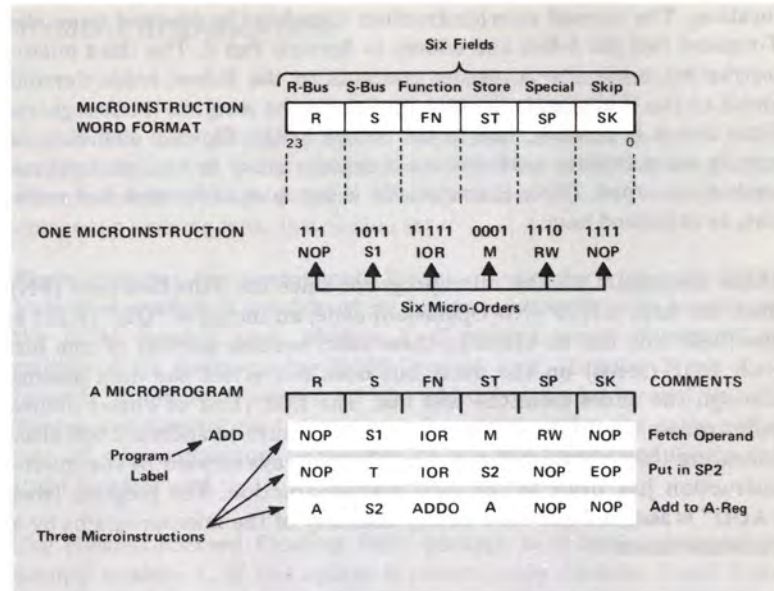 Six Fields
R-Bus S-Bus Function Store Special Skip
MICROINSTRUCTION
WORD FORMAT
R S FN ST SP SK
23 0
ONE MICROINSTRUCTION 111 1011 11111 0001 1110 1111
NOP S1 IOR M RW NOP
Six Micro-Orders
A MICROPROGRAM R S FN ST SP SK COMMENTS
ADD NOP S1 IOR M RW NOP Fetch Operand
Program
Label
NOP T IOR S2 NOP EOP Put in SP2
A S2 ADDO A NOP NOP Add to A-Reg
Three Microinstructions